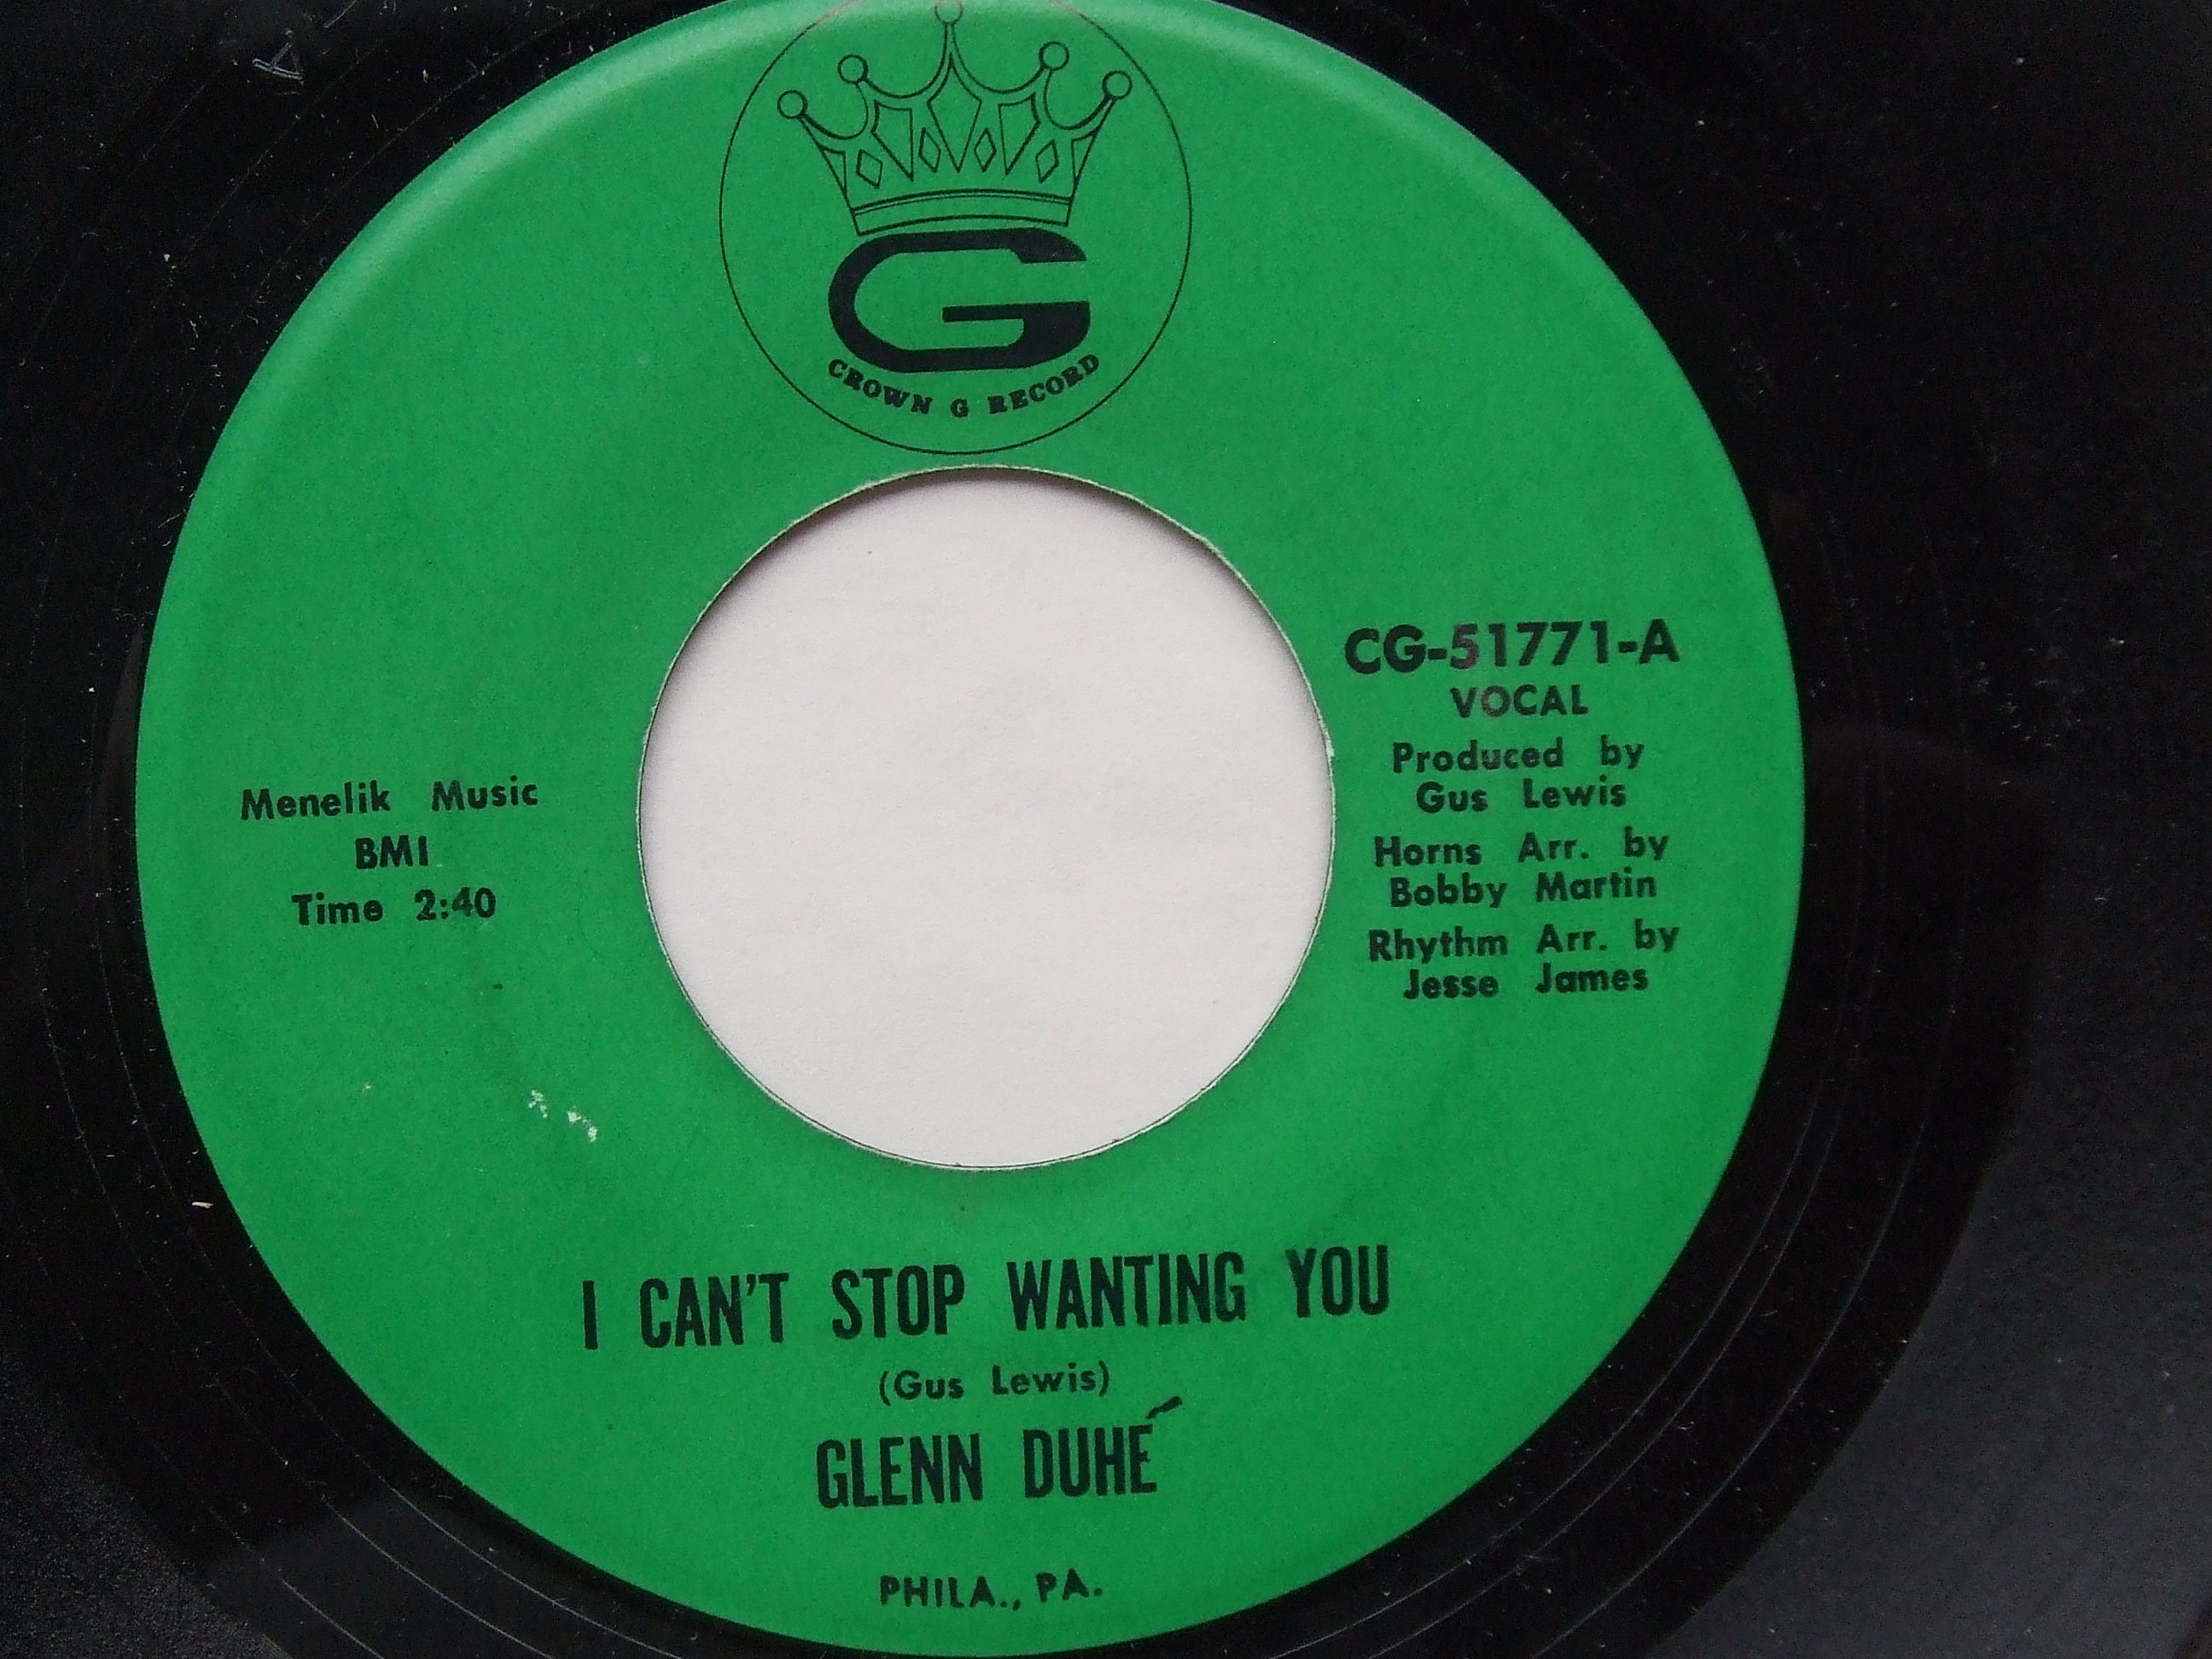 G
CROWN G RECORD
CG-51771-A
VOCAL
Produced by
Gus Lewis
Horns Arr. by
Bobby Martin
Rhythm Arr. by
Jesse James
Menelik Music
BMI
Time 2:40
I CAN'T STOP WANTING YOU
(Gus Lewis)
GLENN DUHÉ
PHILA., PA.